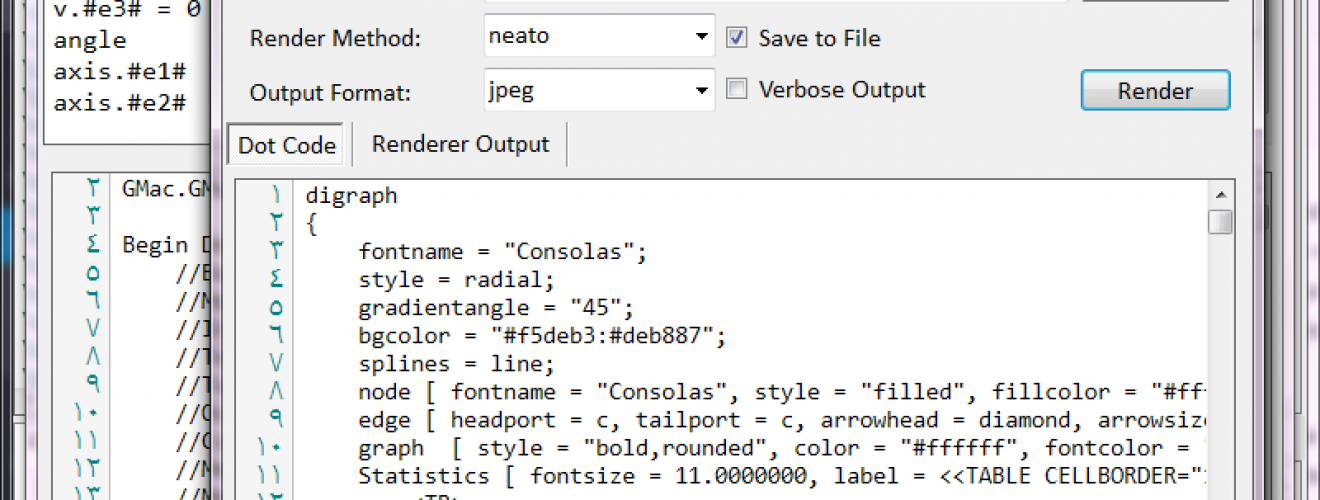 v.#e3# = 0
angle
axis.#e1#
axis.#e2#
Render Method:
neato
Save to File
Output Format:
jpeg
Verbose Output
Render
Dot Code
Renderer Output
٢ GMac.GM
٣
٤ Begin
٥ //
٦ //
٧ //
٨ //
٩ //
١٠ //
١١ //
١٢ //
١٣ //
١ digraph
٢ {
٣ fontname = "Consolas";
٤ style = radial;
٥ gradientangle = "45";
٦ bgcolor = "#f5deb3:#deb887";
٧ splines = line;
٨ node [ fontname = "Consolas", style = "filled", fillcolor = "#ff
٩ edge [ headport = c, tailport = c, arrowhead = diamond, arrowsiz
١٠ graph [ style = "bold,rounded", color = "#ffffff", fontcolor =
١١ Statistics [ fontsize = 11.0000000, label = <<TABLE CELLBORDER="
١٢ <TR>